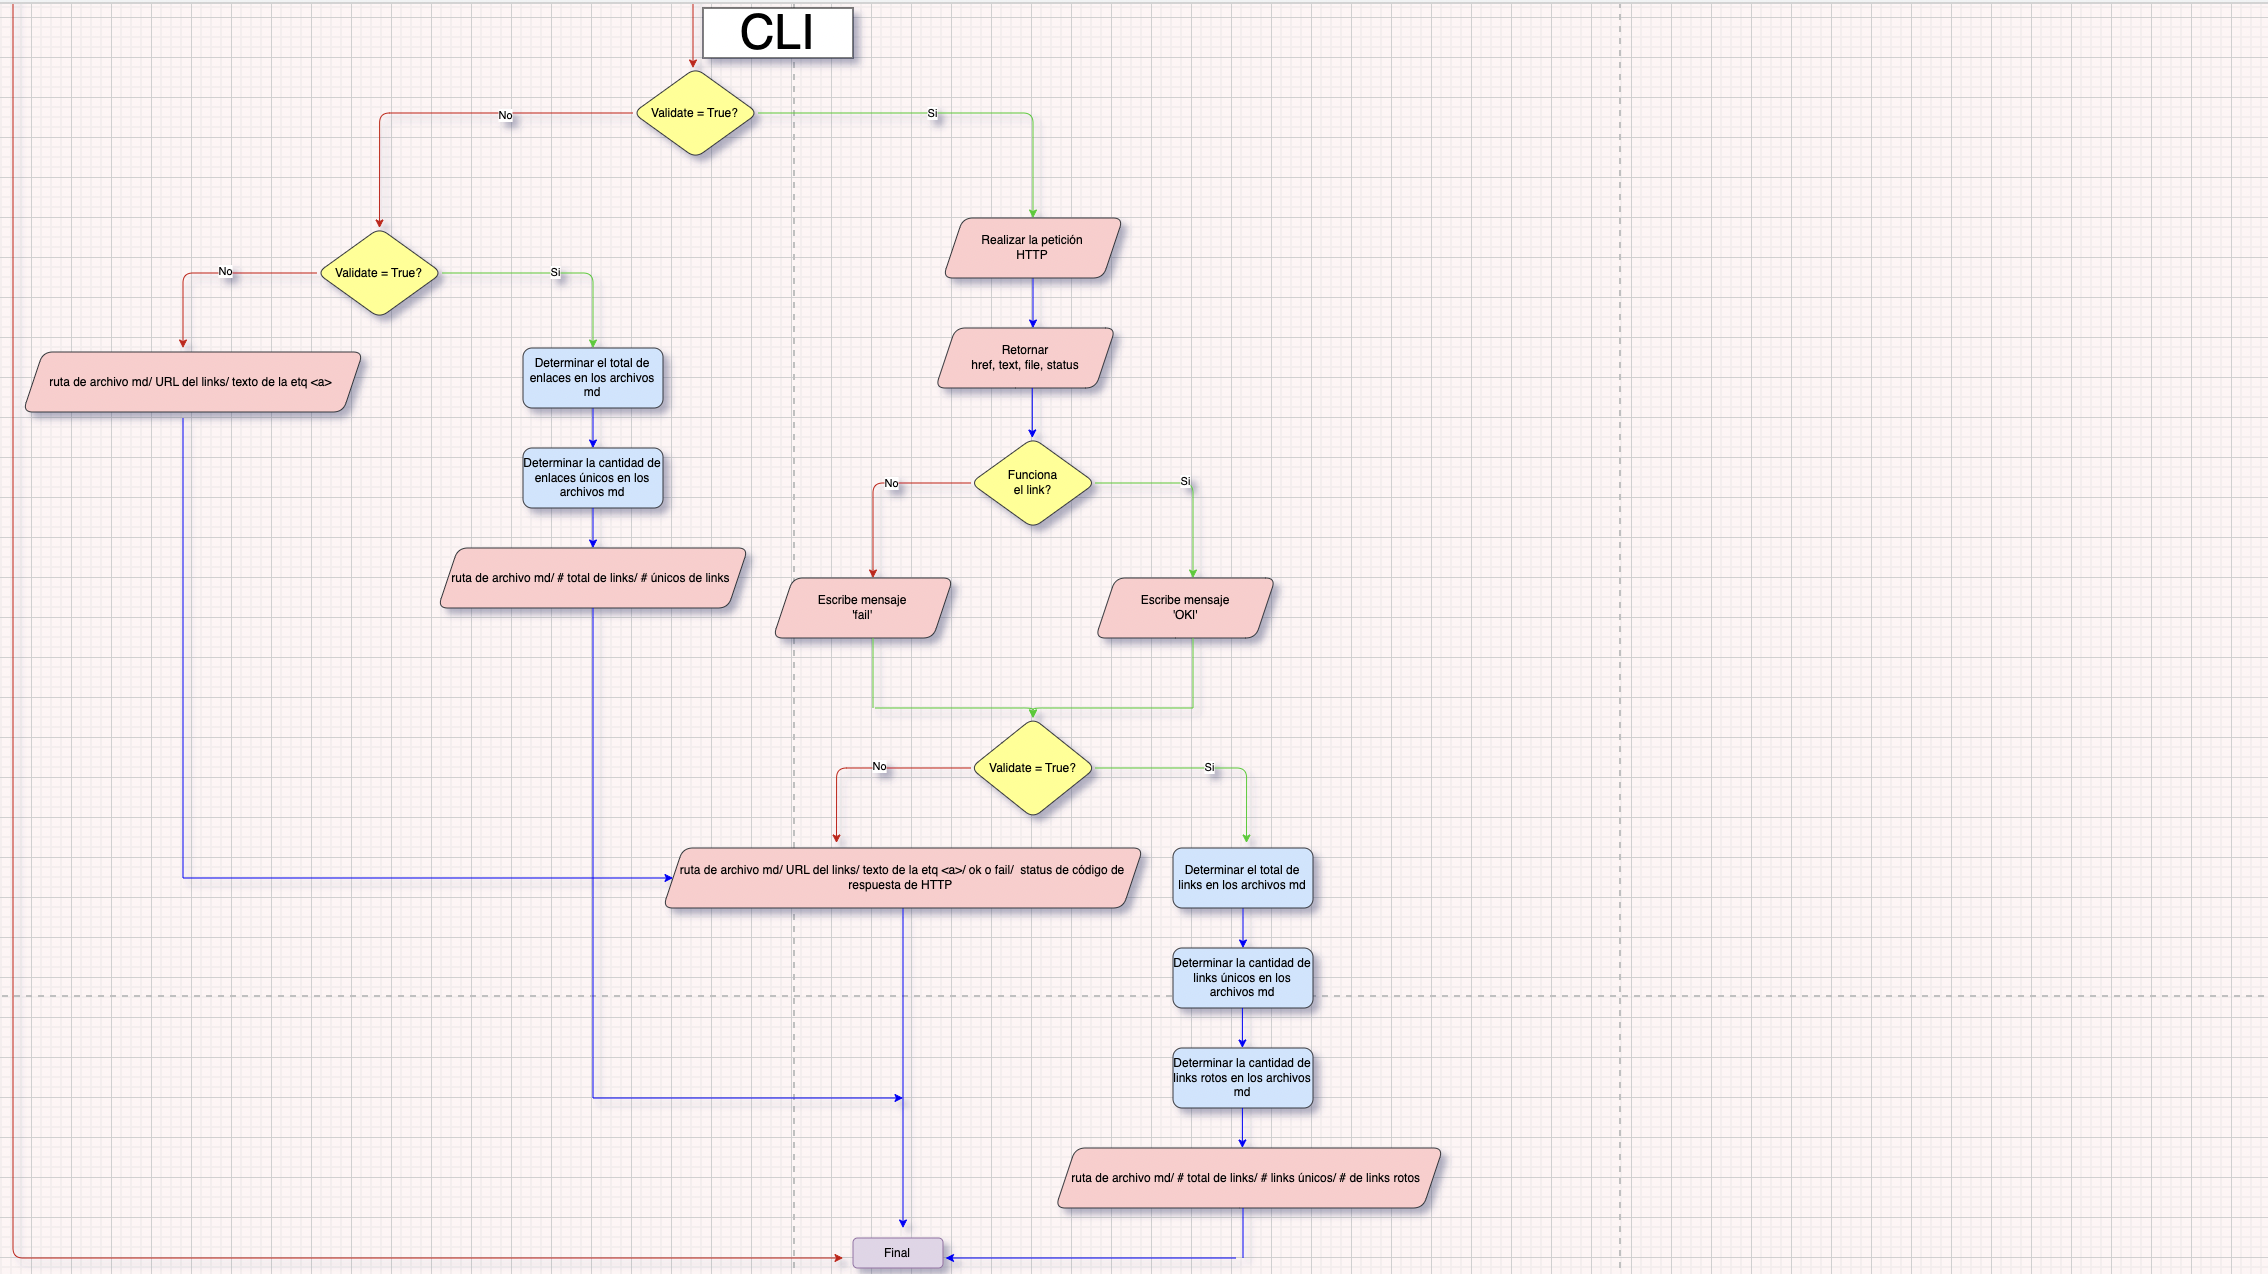 CLI
Validate = True?
No
Si
Validate = True?
No
Si
Realizar la petición
HTTP
Retornar
href, text, file, status
ruta de archivo md/ URL del links/ texto de la etq <a>
Determinar el total de
enlaces en los archivos
md
Determinar la cantidad de
enlaces únicos en los
archivos md
ruta de archivo md/ # total de links/ # únicos de links
Funciona
el link?
No
Si
Escribe mensaje
'fail'
Escribe mensaje
'OK!'
Validate = True?
No
Si
ruta de archivo md/ URL del links/ texto de la etq <a>/ ok o fail/  status de código de
respuesta de HTTP
Determinar el total de
links en los archivos md
Determinar la cantidad de
links únicos en los
archivos md
Determinar la cantidad de
links rotos en los archivos
md
ruta de archivo md/ # total de links/ # links únicos/ # de links rotos
Final